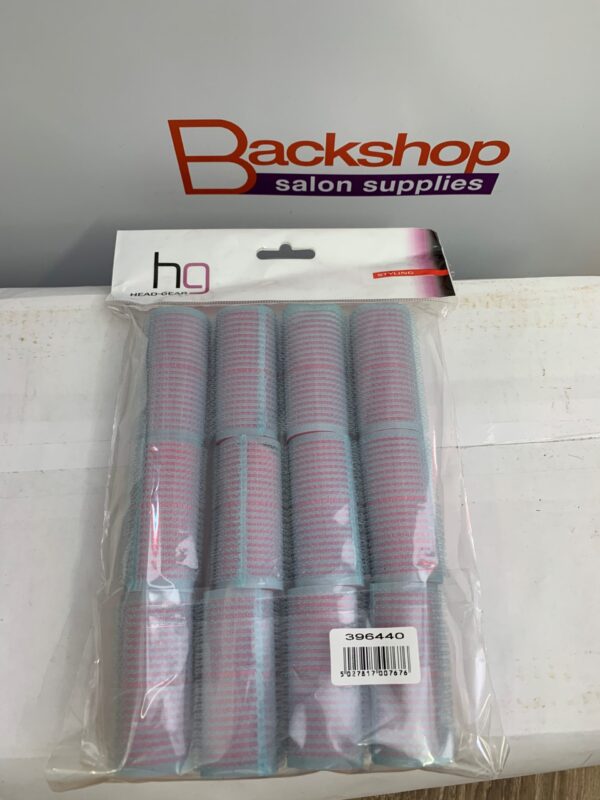 Backshop
salon supplies
hg
HEAD-GEAR
STYLING
396440
5 027817 007676